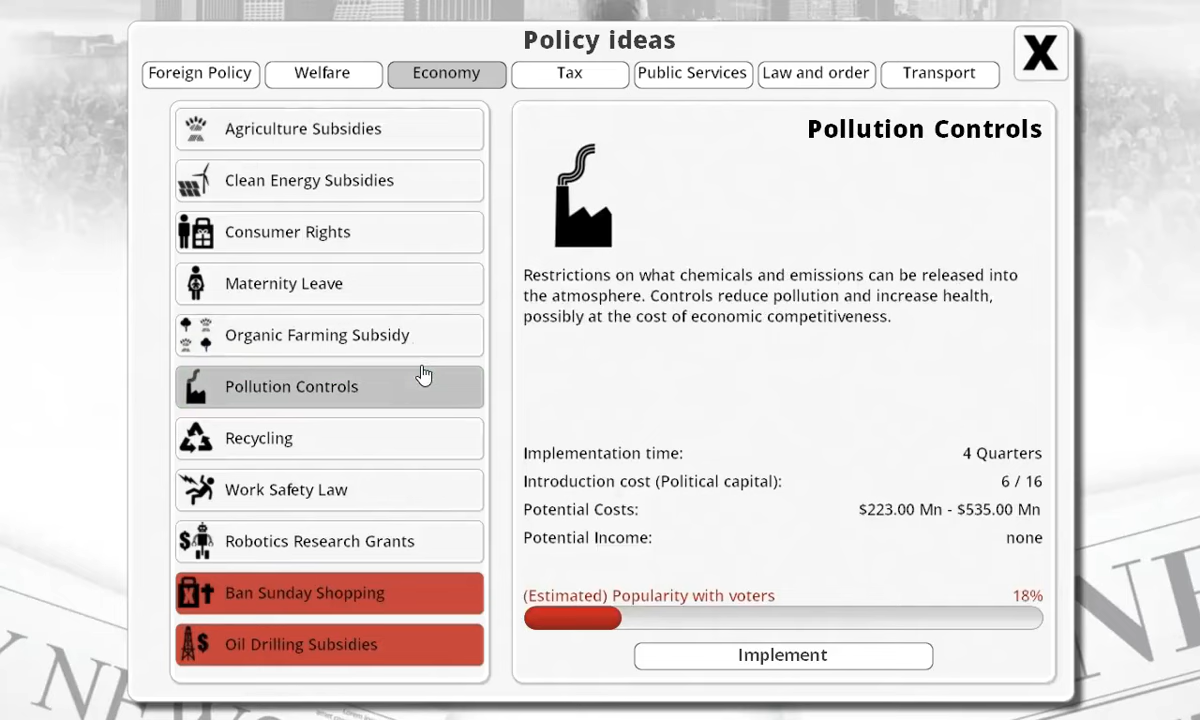 Policy ideas
X
Foreign Policy
Welfare
Economy
Tax
Public Services
Law and order
Transport
Agriculture Subsidies
Clean Energy Subsidies
Consumer Rights
Maternity Leave
Organic Farming Subsidy
Pollution Controls
Recycling
Work Safety Law
Robotics Research Grants
Ban Sunday Shopping
Oil Drilling Subsidies
Pollution Controls
Restrictions on what chemicals and emissions can be released into
the atmosphere. Controls reduce pollution and increase health,
possibly at the cost of economic competitiveness.
Implementation time: 4 Quarters
Introduction cost (Political capital): 6 / 16
Potential Costs: $223.00 Mn - $535.00 Mn
Potential Income: none
(Estimated) Popularity with voters 18%
Implement